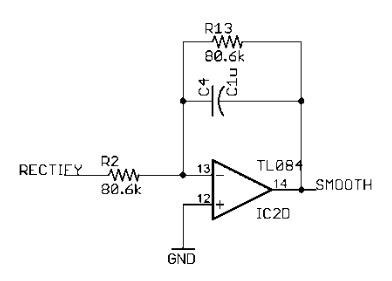 R13
80.6k
C4
C1u
RECTIFY
R2
80.6k
13
12
14
TL084
SMOOTH
IC2D
GND